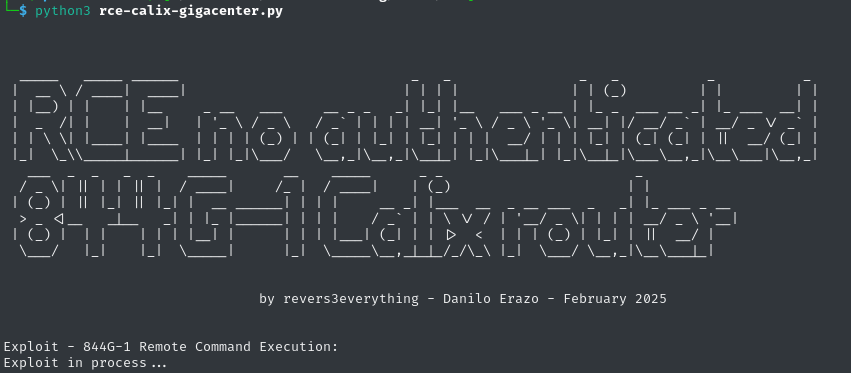 $ python3 rce-calix-gigacenter.py
RCE no authenticated
844G-1 Calix router
by revers3everything - Danilo Erazo - February 2025
Exploit - 844G-1 Remote Command Execution:
Exploit in process...